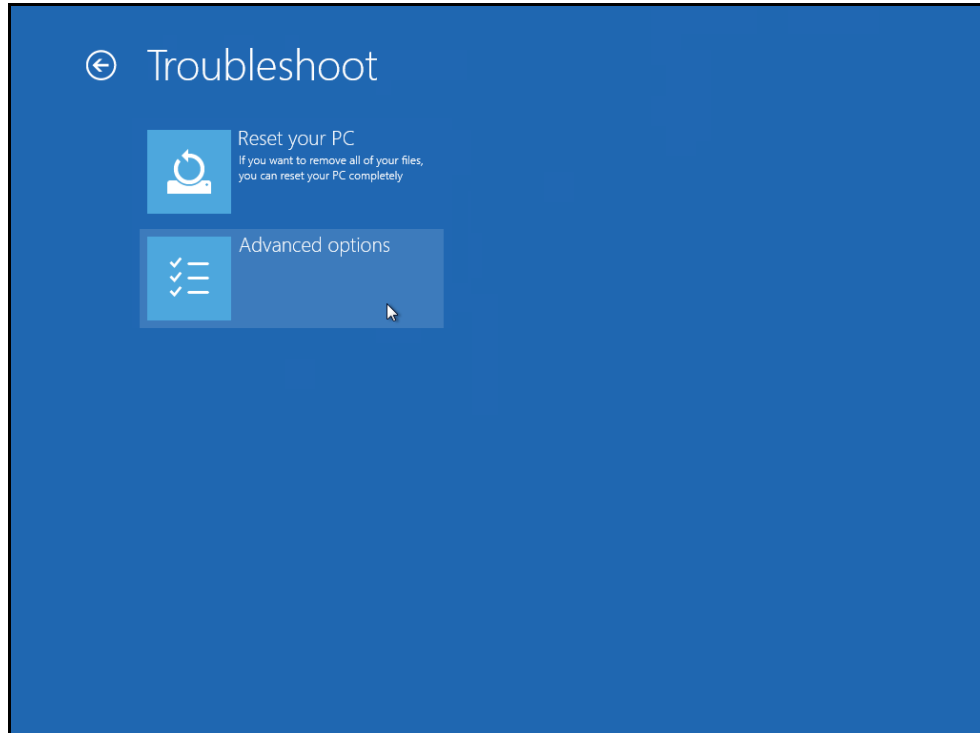 Troubleshoot
Reset your PC
If you want to remove all of your files,
you can reset your PC completely
Advanced options